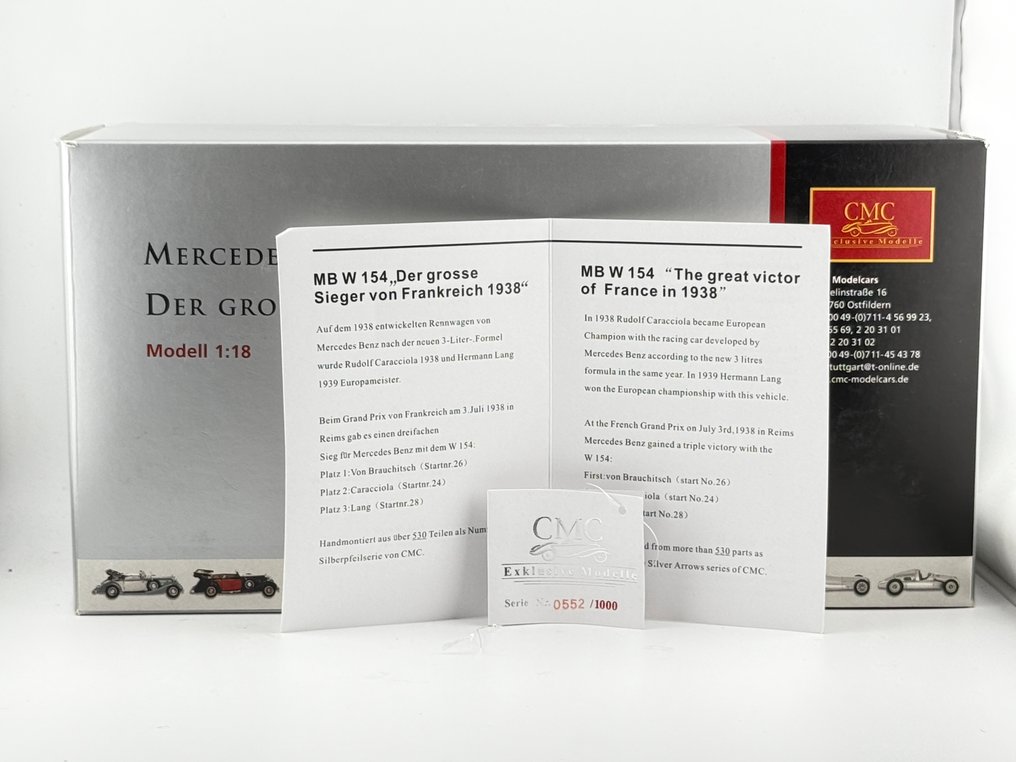 MERCEDE
DER GRO
Modell 1:18
CMC
clusive Modelle
Modelcars
elinstraße 16
760 Ostfildern
00 49-(0)711-4 56 99 23,
65 69, 2 20 31 01
2 20 31 02
00 49-(0)711-45 43 78
tuttgart@t-online.de
.cmc-modelcars.de
MB W 154„Der grosse
Sieger von Frankreich 1938“
Auf dem 1938 entwickelten Rennwagen von
Mercedes Benz nach der neuen 3-Liter-.Formel
wurde Rudolf Caracciola 1938 und Hermann Lang
1939 Europameister.
Beim Grand Prix von Frankreich am 3.Juli 1938 in
Reims gab es einen dreifachen
Sieg für Mercedes Benz mit dem W 154:
Platz 1:Von Brauchitsch (Startnr.26)
Platz 2:Caracciola (Startnr.24)
Platz 3:Lang (Startnr.28)
Handmontiert aus über 530 Teilen als Num
Silberpfeilserie von CMC.
MB W 154 “The great victor
of France in 1938”
In 1938 Rudolf Caracciola became European
Champion with the racing car developed by
Mercedes Benz according to the new 3 litres
formula in the same year. In 1939 Hermann Lang
won the European championship with this vehicle.
At the French Grand Prix on July 3rd,1938 in Reims
Mercedes Benz gained a triple victory with the
W 154:
First:von Brauchitsch (start No.26)
iola (start No.24)
tart No.28)
d from more than 530 parts as
Silver Arrows series of CMC.
CMC
Exklusive Modelle
Serie Nr. 0552 /1000